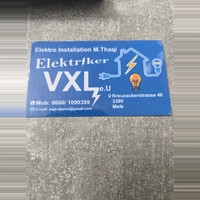 Elektro Installation M.Thaqi
Elektriker
VXL e.U
Mob: 0660/ 1090399
Kreuzackerstrasse 46
3390
Melk